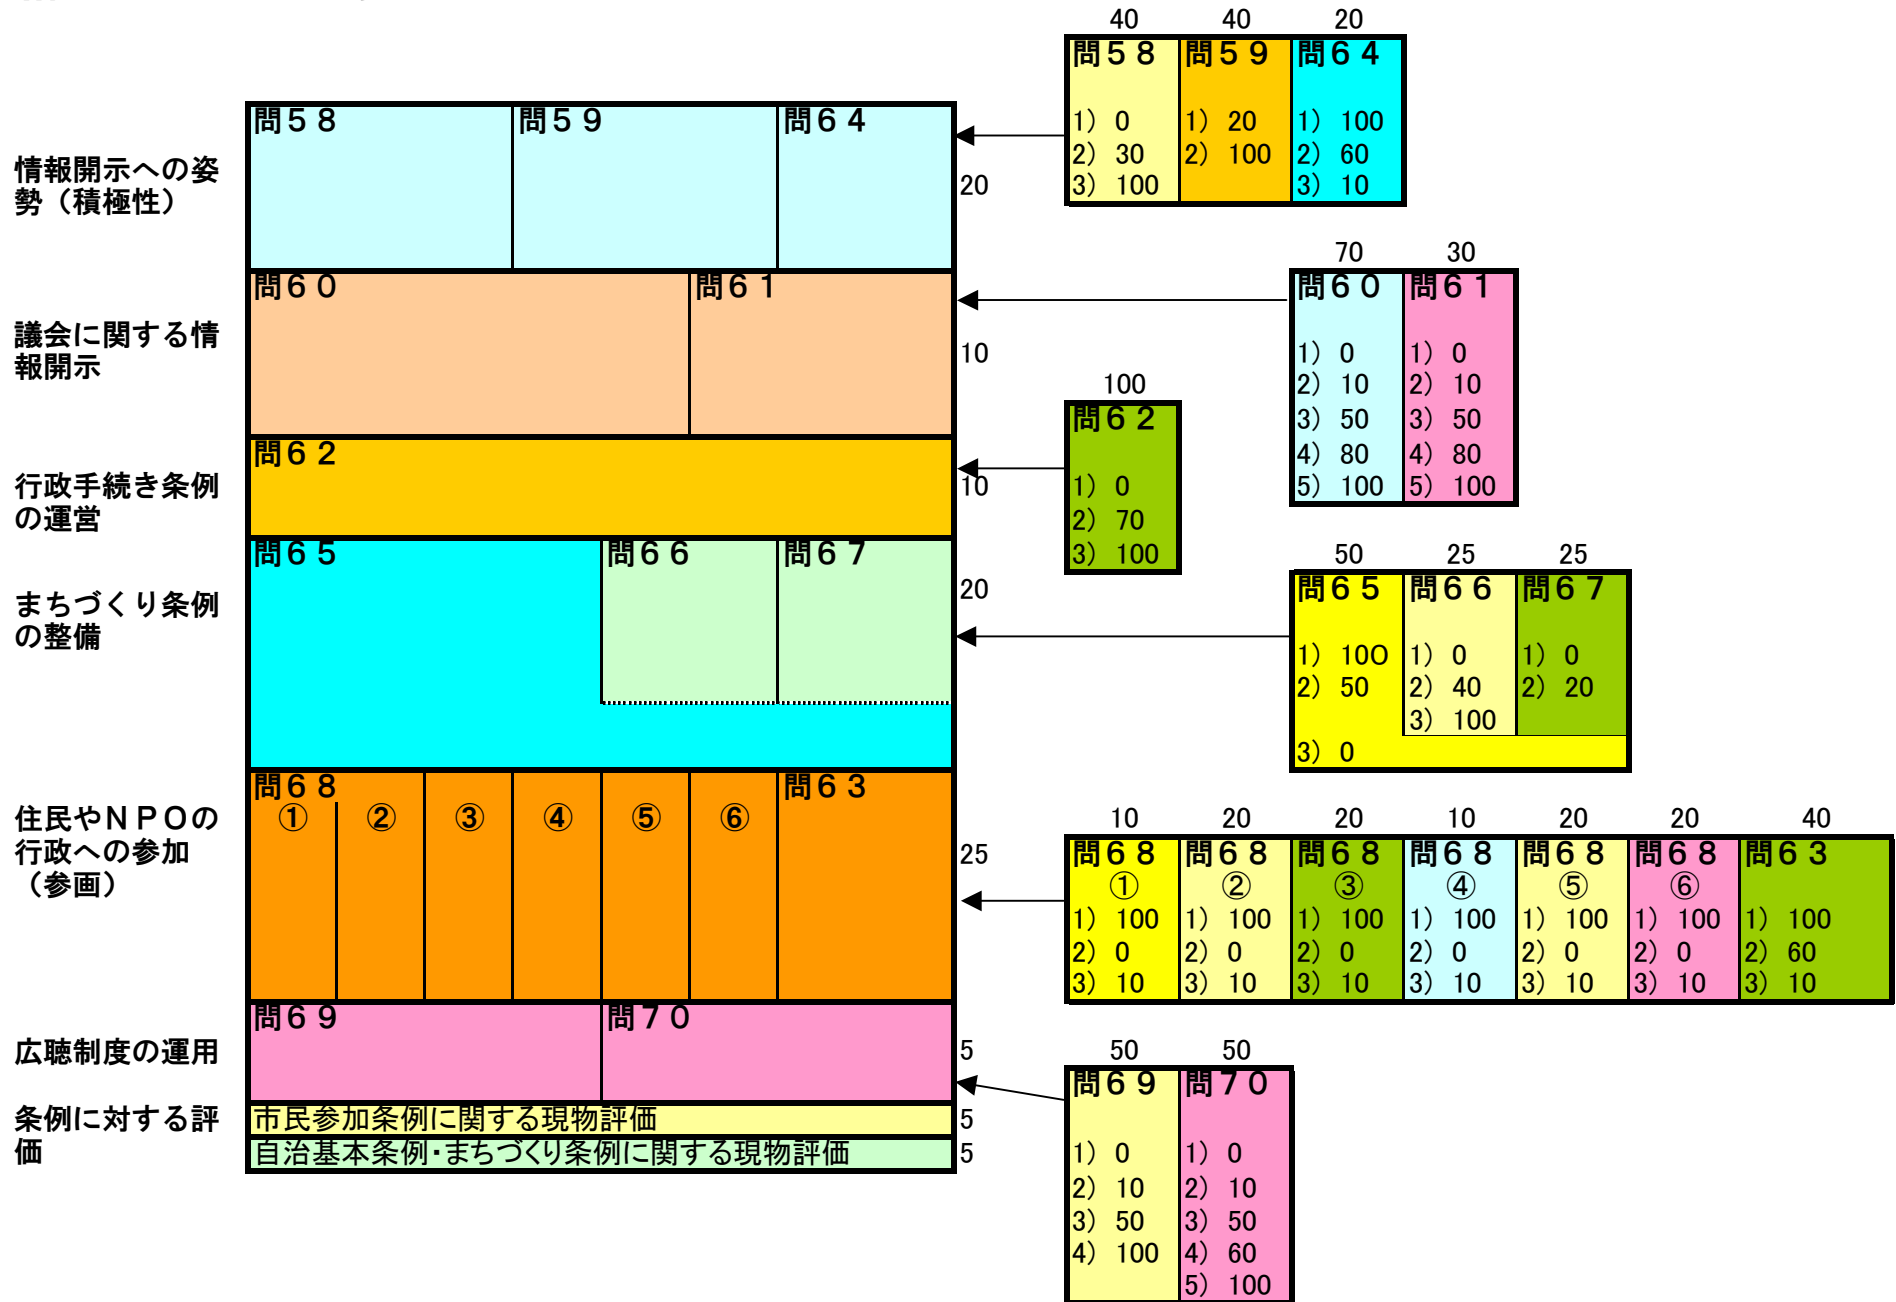 40 40 20
問58 問59 問64
1) 0 1) 20 1) 100
2) 30 2) 100 2) 60
3) 100 3) 10
情報開示への姿
勢（積極性）
問58 問59 問64
20
70 30
問60 問61
1) 0 1) 0
2) 10 2) 10
3) 50 3) 50
4) 80 4) 80
5) 100 5) 100
議会に関する情
報開示
問60 問61
10
100
問62
1) 0
2) 70
3) 100
行政手続き条例
の運営
問62
10
50 25 25
問65 問66 問67
1) 10O 1) 0 1) 0
2) 50 2) 40 2) 20
3) 100
3) 0
まちづくり条例
の整備
問65 問66 問67
20
住民やNPOの
行政への参加
（参画）
問68 問63
① ② ③ ④ ⑤ ⑥
25
10 20 20 10 20 20 40
問68 問68 問68 問68 問68 問68 問63
① ② ③ ④ ⑤ ⑥
1) 100 1) 100 1) 100 1) 100 1) 100 1) 100 1) 100
2) 0 2) 0 2) 0 2) 0 2) 0 2) 0 2) 60
3) 10 3) 10 3) 10 3) 10 3) 10 3) 10 3) 10
広聴制度の運用
問69 問70
5
50 50
問69 問70
1) 0 1) 0
2) 10 2) 10
3) 50 3) 50
4) 100 4) 60
5) 100
条例に対する評
価
市民参加条例に関する現物評価
5
自治基本条例・まちづくり条例に関する現物評価
5